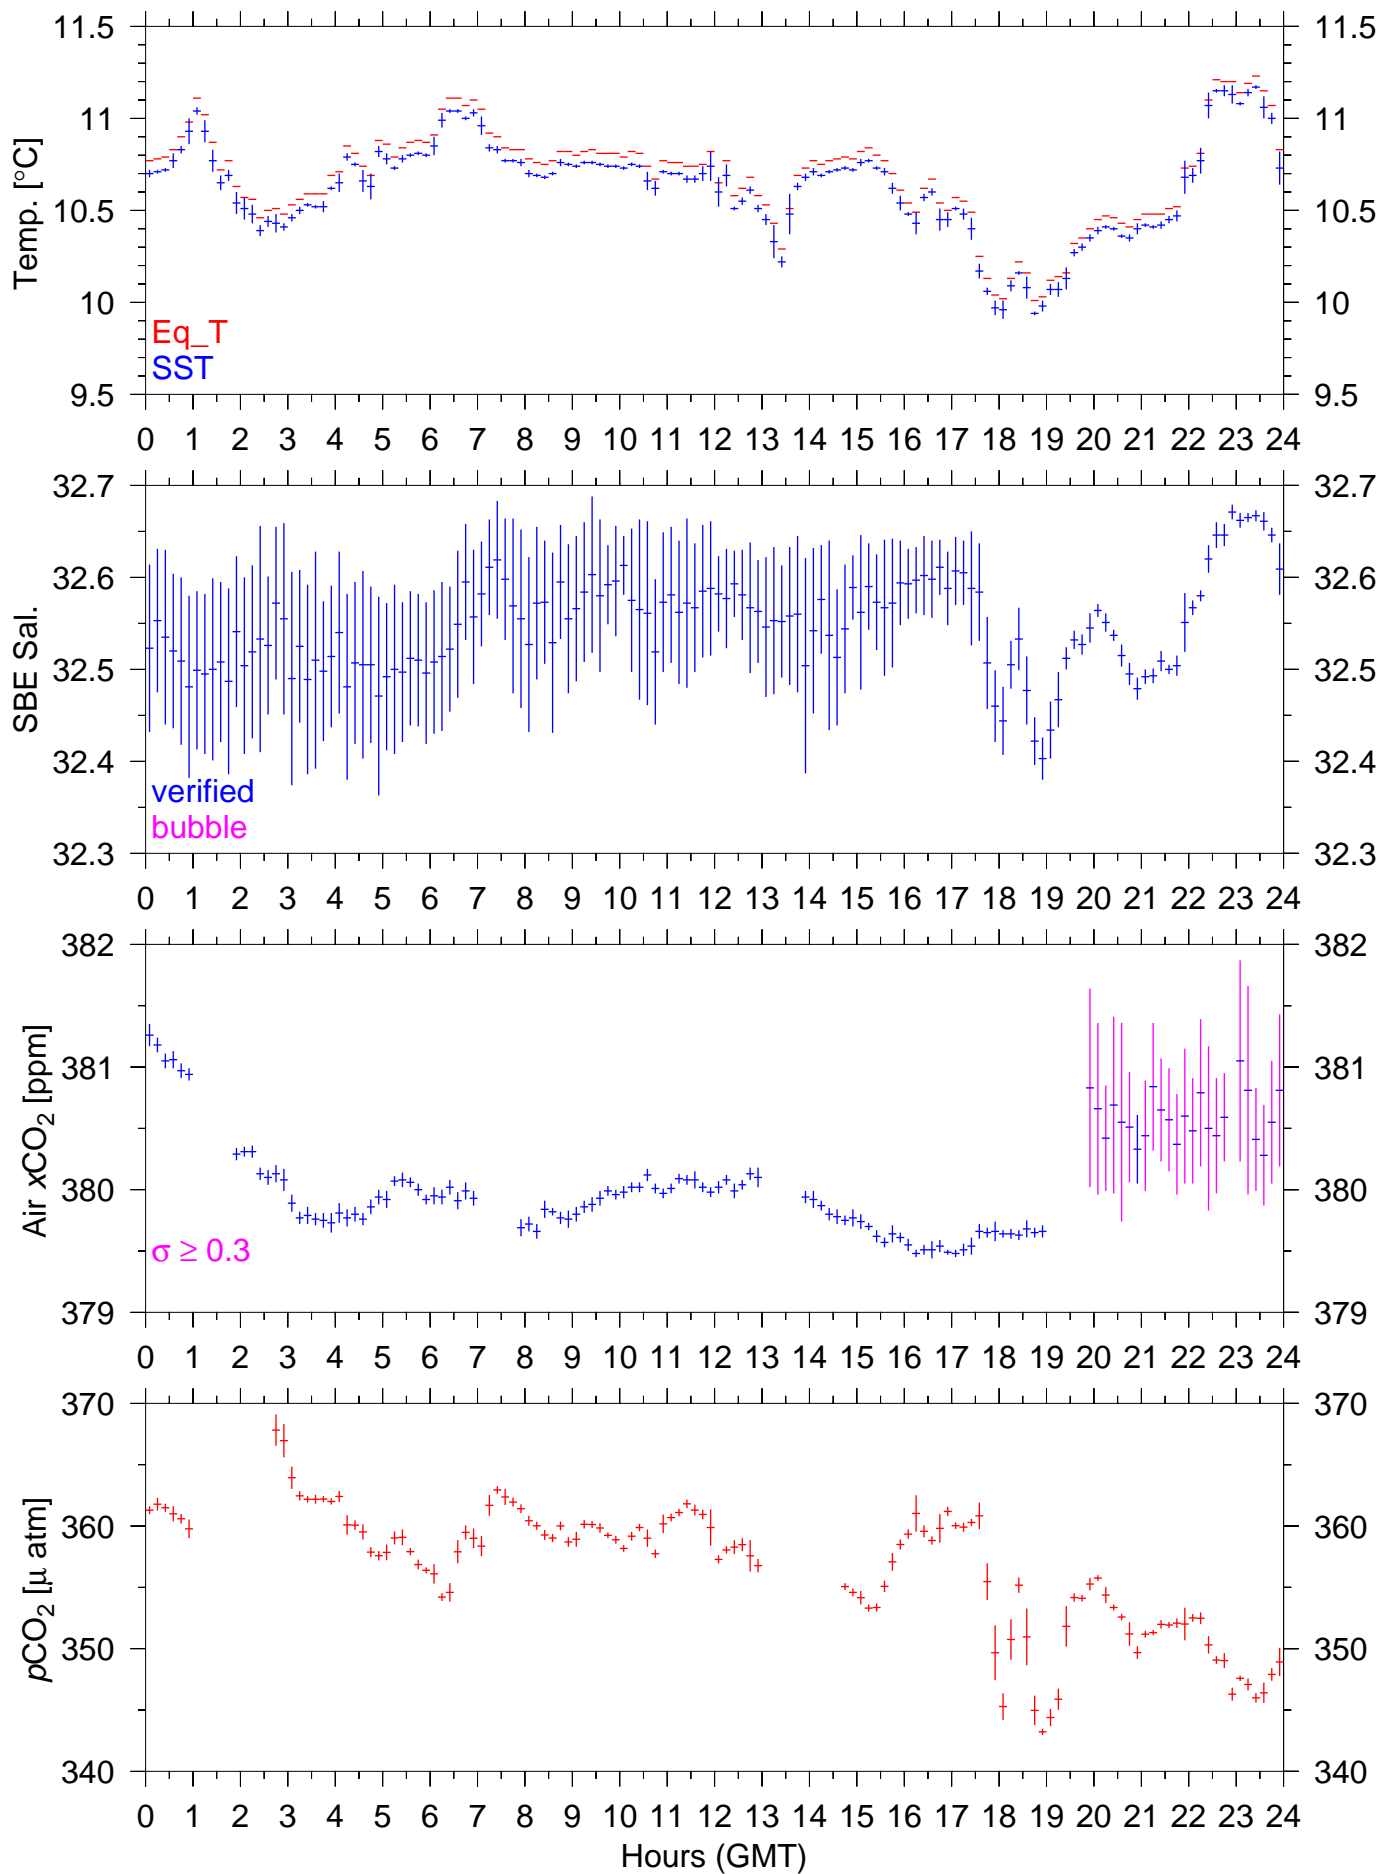 11.5 11.5
11 11
10.5 10.5
10 10
9.5 9.5
Temp. [°C]
Eq_T
SST
0 1 2 3 4 5 6 7 8 9 10 11 12 13 14 15 16 17 18 19 20 21 22 23 24
32.7 32.7
32.6 32.6
32.5 32.5
32.4 32.4
32.3 32.3
SBE Sal.
verified
bubble
0 1 2 3 4 5 6 7 8 9 10 11 12 13 14 15 16 17 18 19 20 21 22 23 24
382 382
381 381
380 380
379 379
Air xCO₂ [ppm]
σ ≥ 0.3
0 1 2 3 4 5 6 7 8 9 10 11 12 13 14 15 16 17 18 19 20 21 22 23 24
370 370
360 360
350 350
340 340
pCO₂ [μ atm]
0 1 2 3 4 5 6 7 8 9 10 11 12 13 14 15 16 17 18 19 20 21 22 23 24
Hours (GMT)